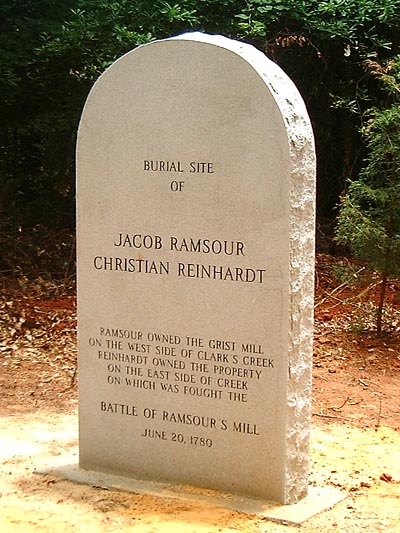 BURIAL SITE
OF
JACOB RAMSOUR
CHRISTIAN REINHARDT
RAMSOUR OWNED THE GRIST MILL
ON THE WEST SIDE OF CLARK'S CREEK
REINHARDT OWNED THE PROPERTY
ON THE EAST SIDE OF CREEK
ON WHICH WAS FOUGHT THE
BATTLE OF RAMSOUR'S MILL
JUNE 20, 1780